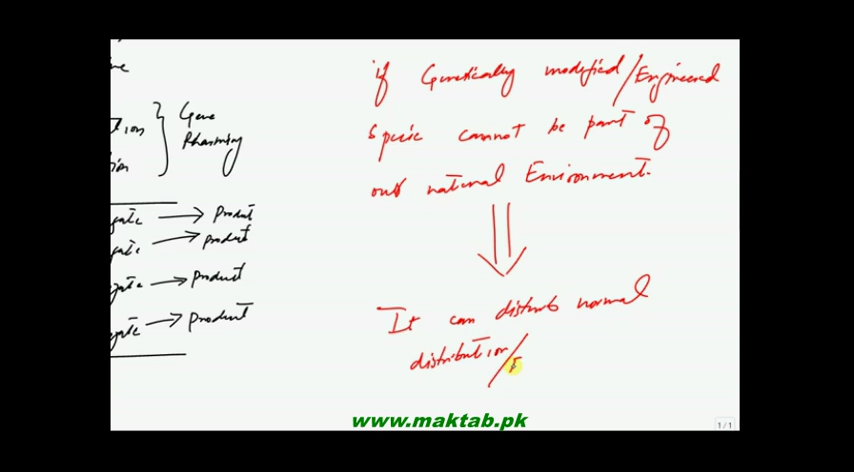 Gene
Pharming
Product
product
Product
Product
if Genetically modified/Engineered
specie cannot be part of
our natural Environment.
It can disturb normal
distribution/
www.maktab.pk
1/1